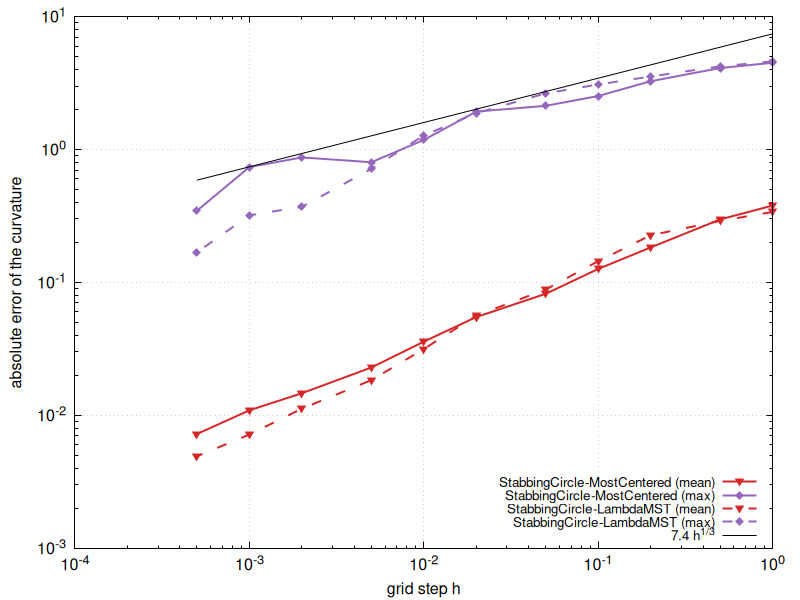 10^1
10^0
10^-1
10^-2
10^-3
absolute error of the curvature
StabbingCircle-MostCentered (mean)
StabbingCircle-MostCentered (max)
StabbingCircle-LambdaMST (mean)
StabbingCircle-LambdaMST (max)
7.4 h^1/3
10^-4 10^-3 10^-2 10^-1 10^0
grid step h